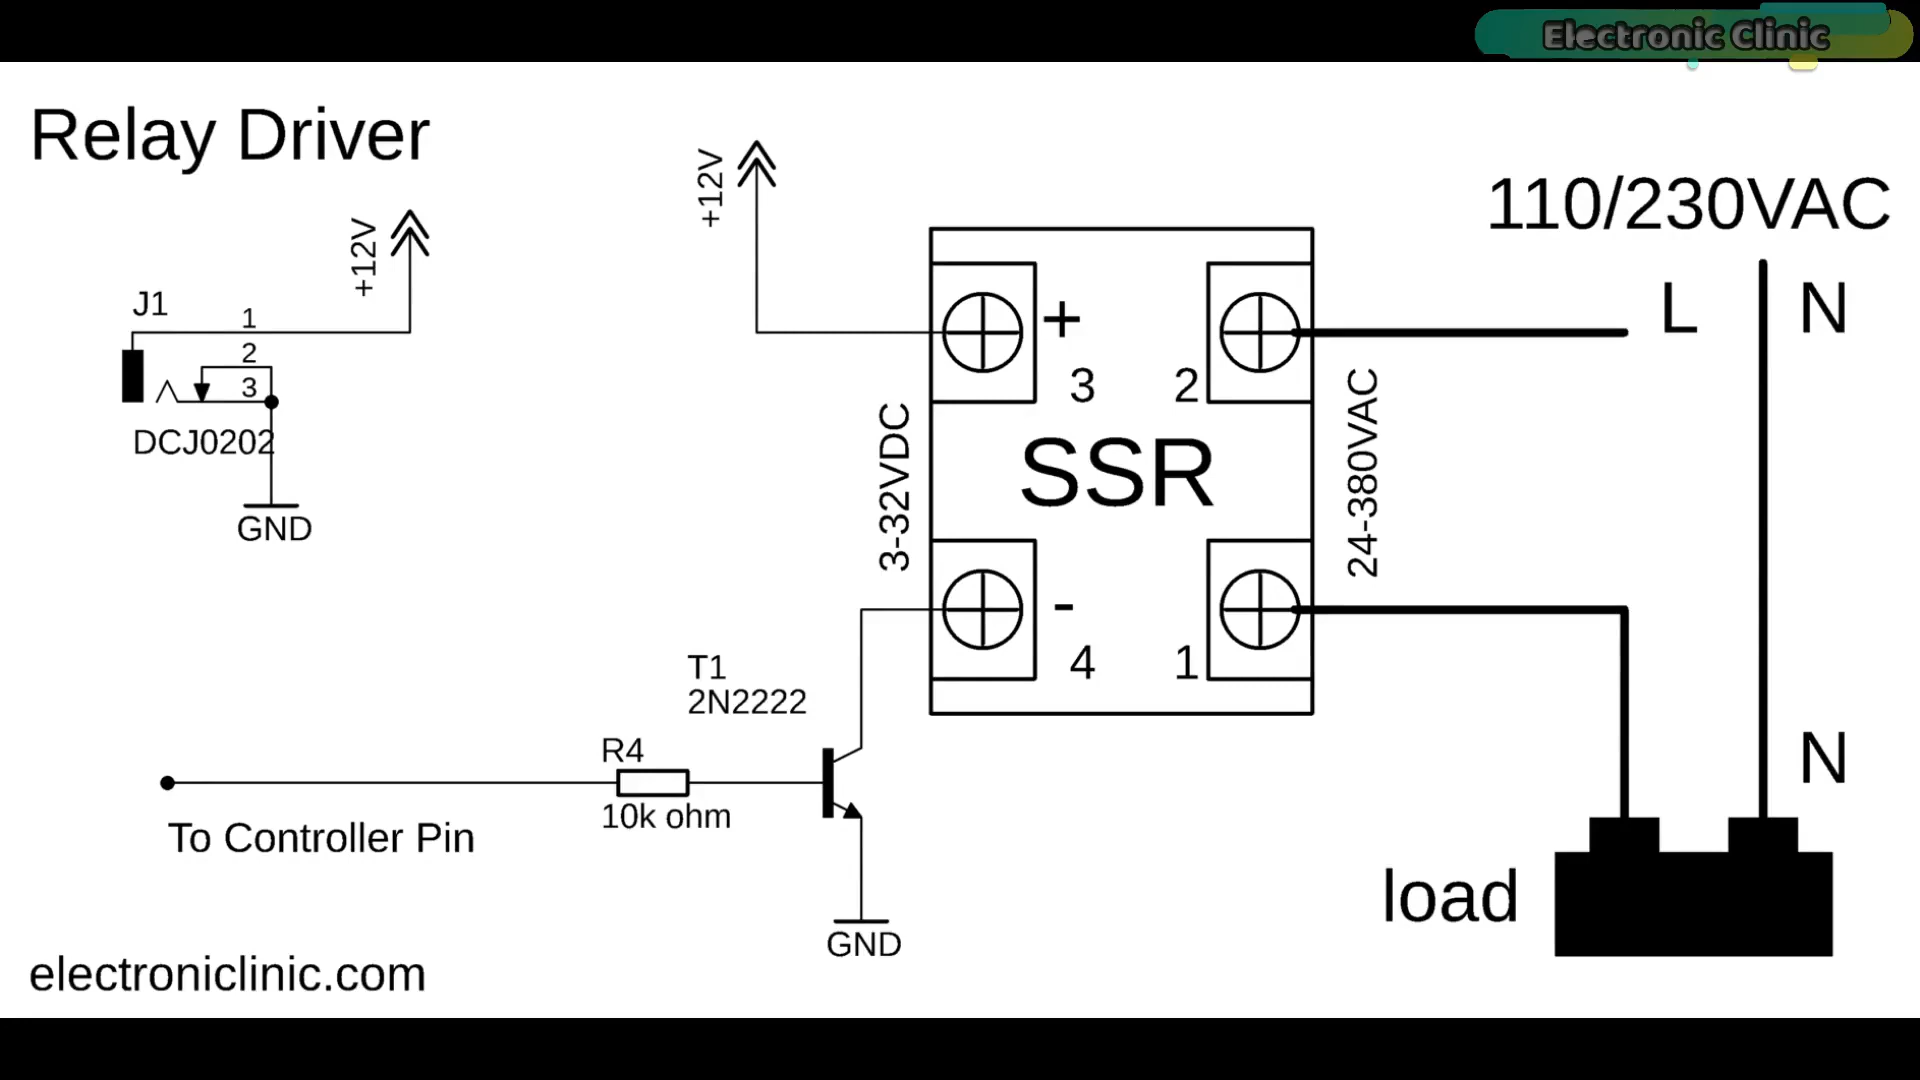 Electronic Clinic
Relay Driver
+12V
+12V
110/230VAC
L
N
J1
1
2
3
DCJ0202
GND
+
3
2
3-32VDC
SSR
24-380VAC
-
4
1
T1
2N2222
R4
10k ohm
To Controller Pin
GND
N
load
electroniclinic.com